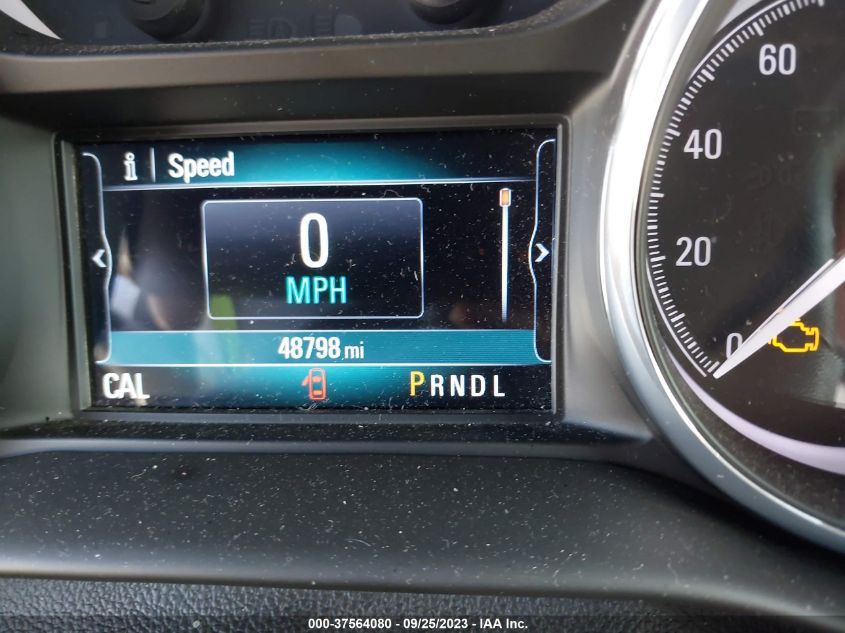 i | Speed
0
MPH
48798 mi
CAL
PRNDL
60
40
20
0
000-37564080 - 09/25/2023 - IAA Inc.